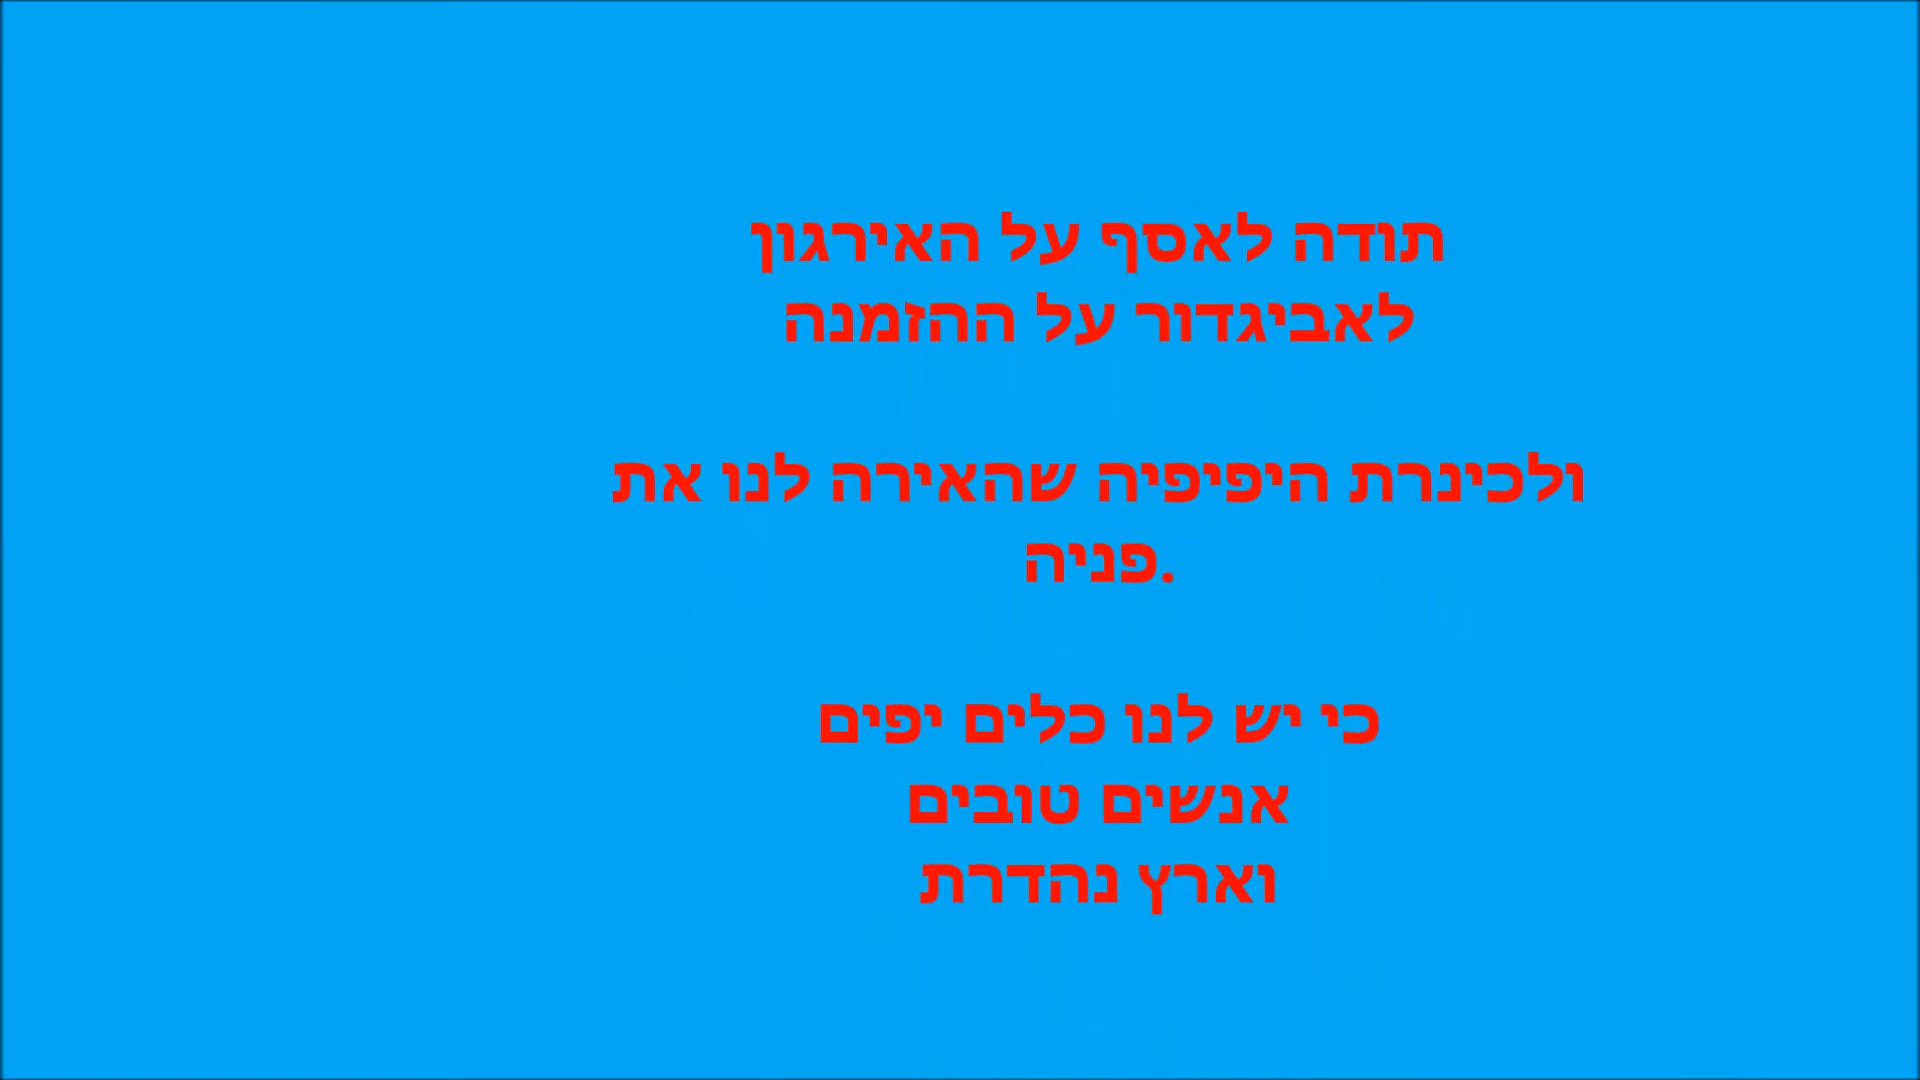 תודה לאסף על האירגון
לאביגדור על ההזמנה
ולכינרת היפיפיה שהאירה לנו את
.פניה
כי יש לנו כלים יפים
אנשים טובים
וארץ נהדרת